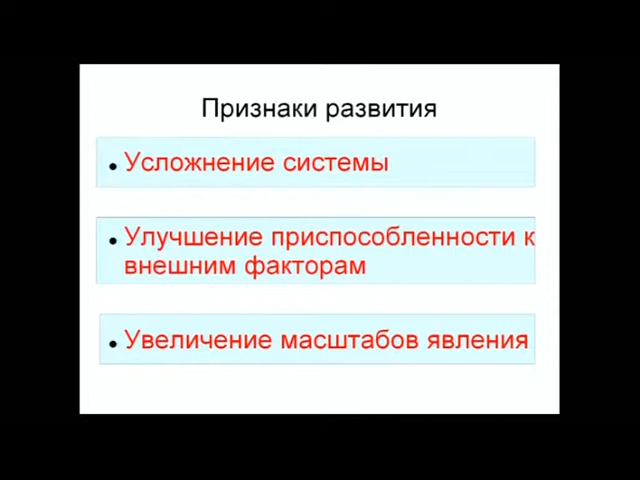 Признаки развития
Усложнение системы
Улучшение приспособленности к
внешним факторам
Увеличение масштабов явления